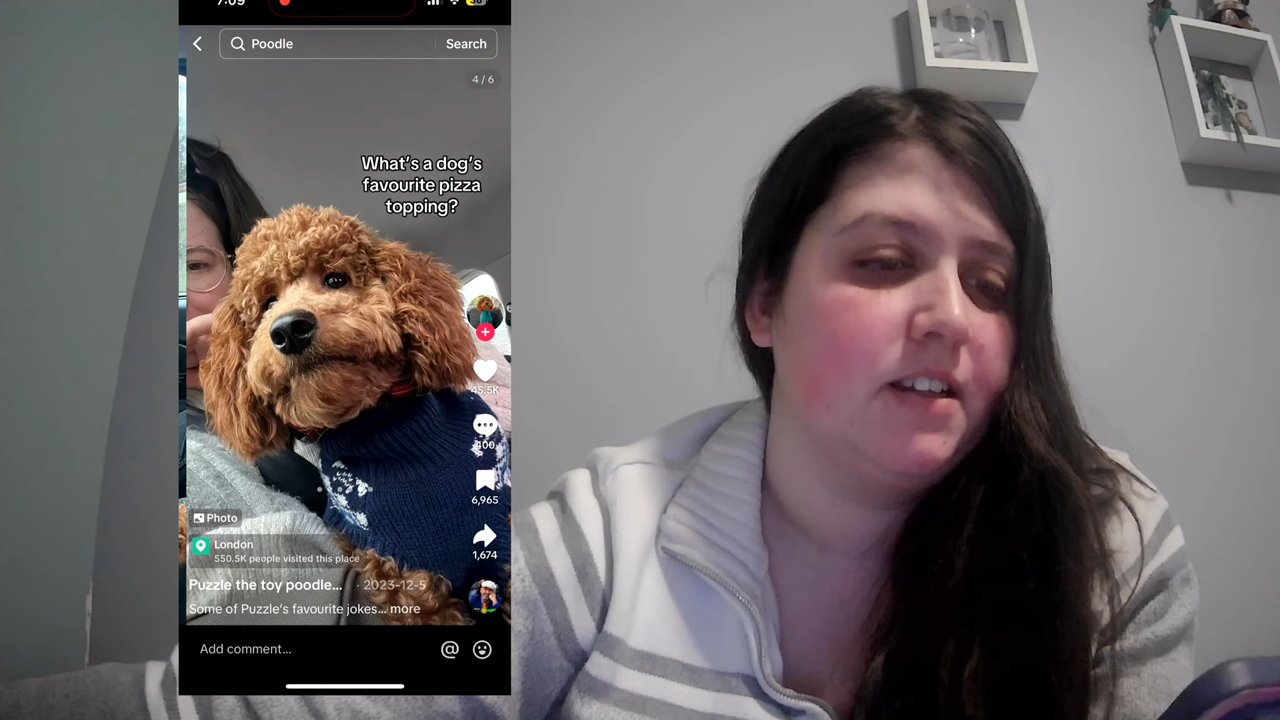 7:09
Poodle
Search
4 / 6
What's a dog's
favourite pizza
topping?
45.5K
400
6,965
1,674
Photo
London
550.5K people visited this place
Puzzle the toy poodle... · 2023-12-5
Some of Puzzle's favourite jokes... more
Add comment...